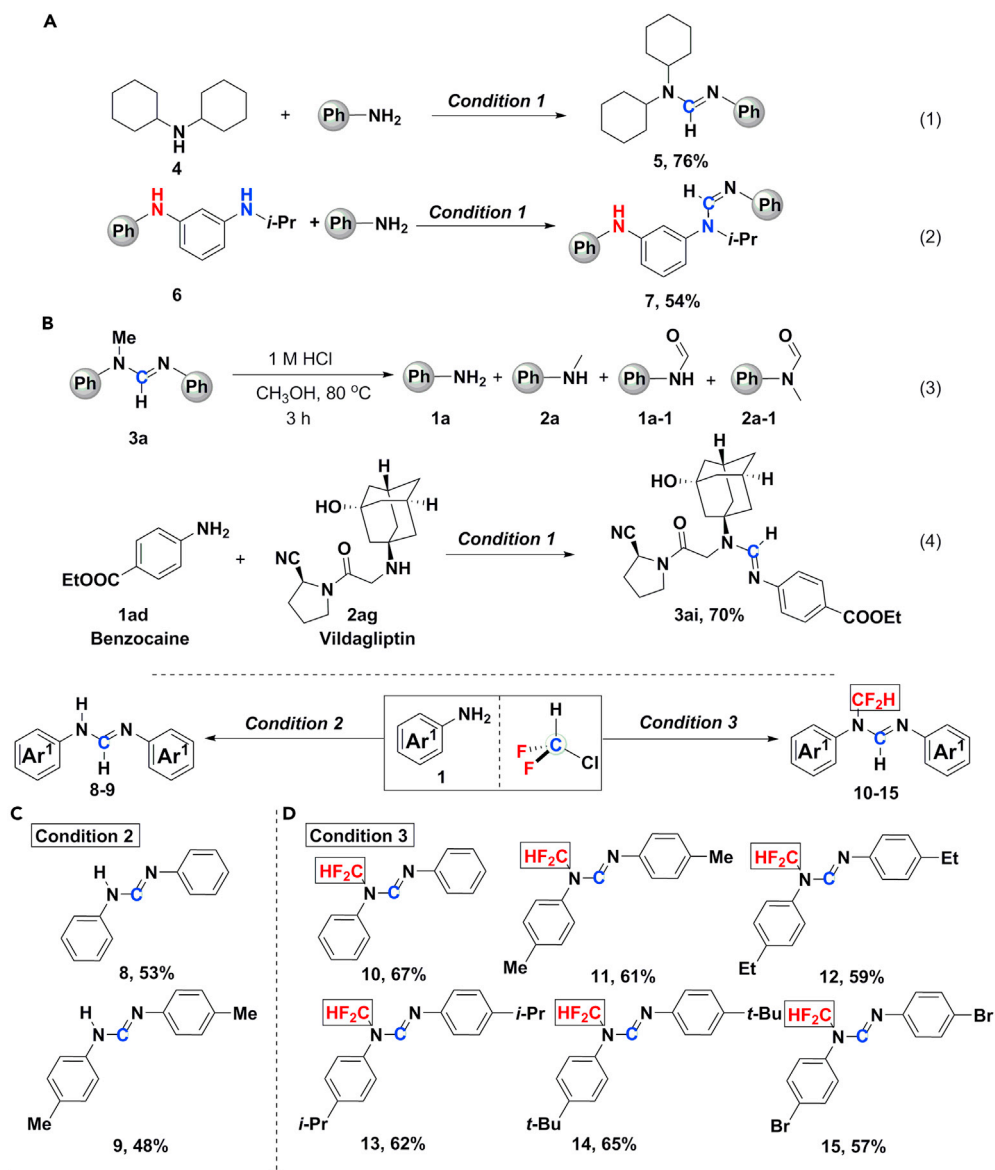 A
N
H
4
+
Ph
NH2
Condition 1
N
C
H
N
Ph
5, 76%
(1)
H
N
Ph
H
N
i-Pr
6
+
Ph
NH2
Condition 1
H
N
Ph
H
C
N
Ph
N
i-Pr
7, 54%
(2)
B
Me
N
C
H
N
Ph
Ph
3a
1 M HCl
CH3OH, 80 °C
3 h
Ph
NH2
1a
+
Ph
NH
2a
+
O
Ph
NH
1a-1
+
O
Ph
N
2a-1
(3)
NH2
EtOOC
1ad
Benzocaine
+
H
HO
H
NC
O
N
NH
2ag
Vildagliptin
Condition 1
H
HO
H
O
N
H
C
NC
N
N
COOEt
3ai, 70%
(4)
H
N
C
H
N
Ar1
Ar1
8-9
Condition 2
NH2
Ar1
1
H
F
C
F
Cl
Condition 3
CF2H
N
C
H
N
Ar1
Ar1
10-15
C
Condition 2
H
N
C
N
8, 53%
H
N
C
N
Me
Me
9, 48%
D
Condition 3
HF2C
N
C
N
10, 67%
HF2C
N
C
N
Me
Me
11, 61%
HF2C
N
C
N
Et
Et
12, 59%
HF2C
N
C
N
i-Pr
i-Pr
13, 62%
HF2C
N
C
N
t-Bu
t-Bu
14, 65%
HF2C
N
C
N
Br
Br
15, 57%